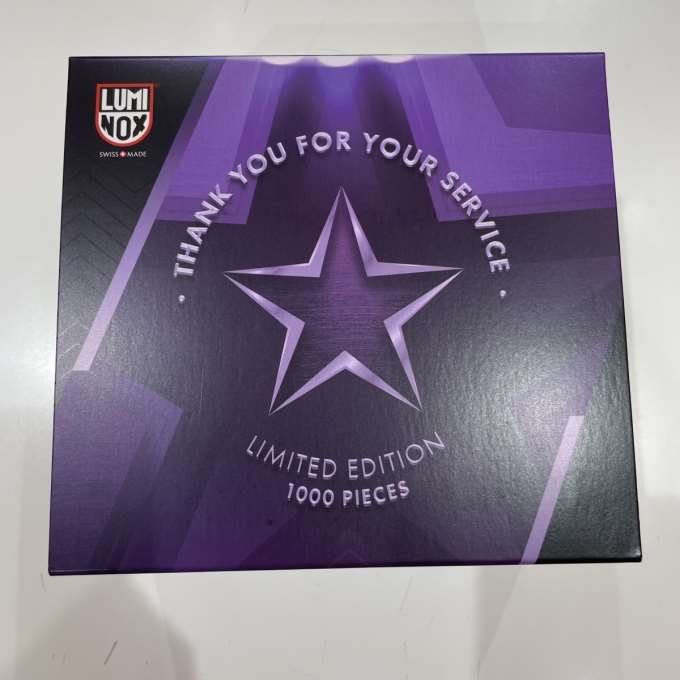 LUMI
NOX
SWISS MADE
· THANK YOU FOR YOUR SERVICE ·
LIMITED EDITION
1000 PIECES